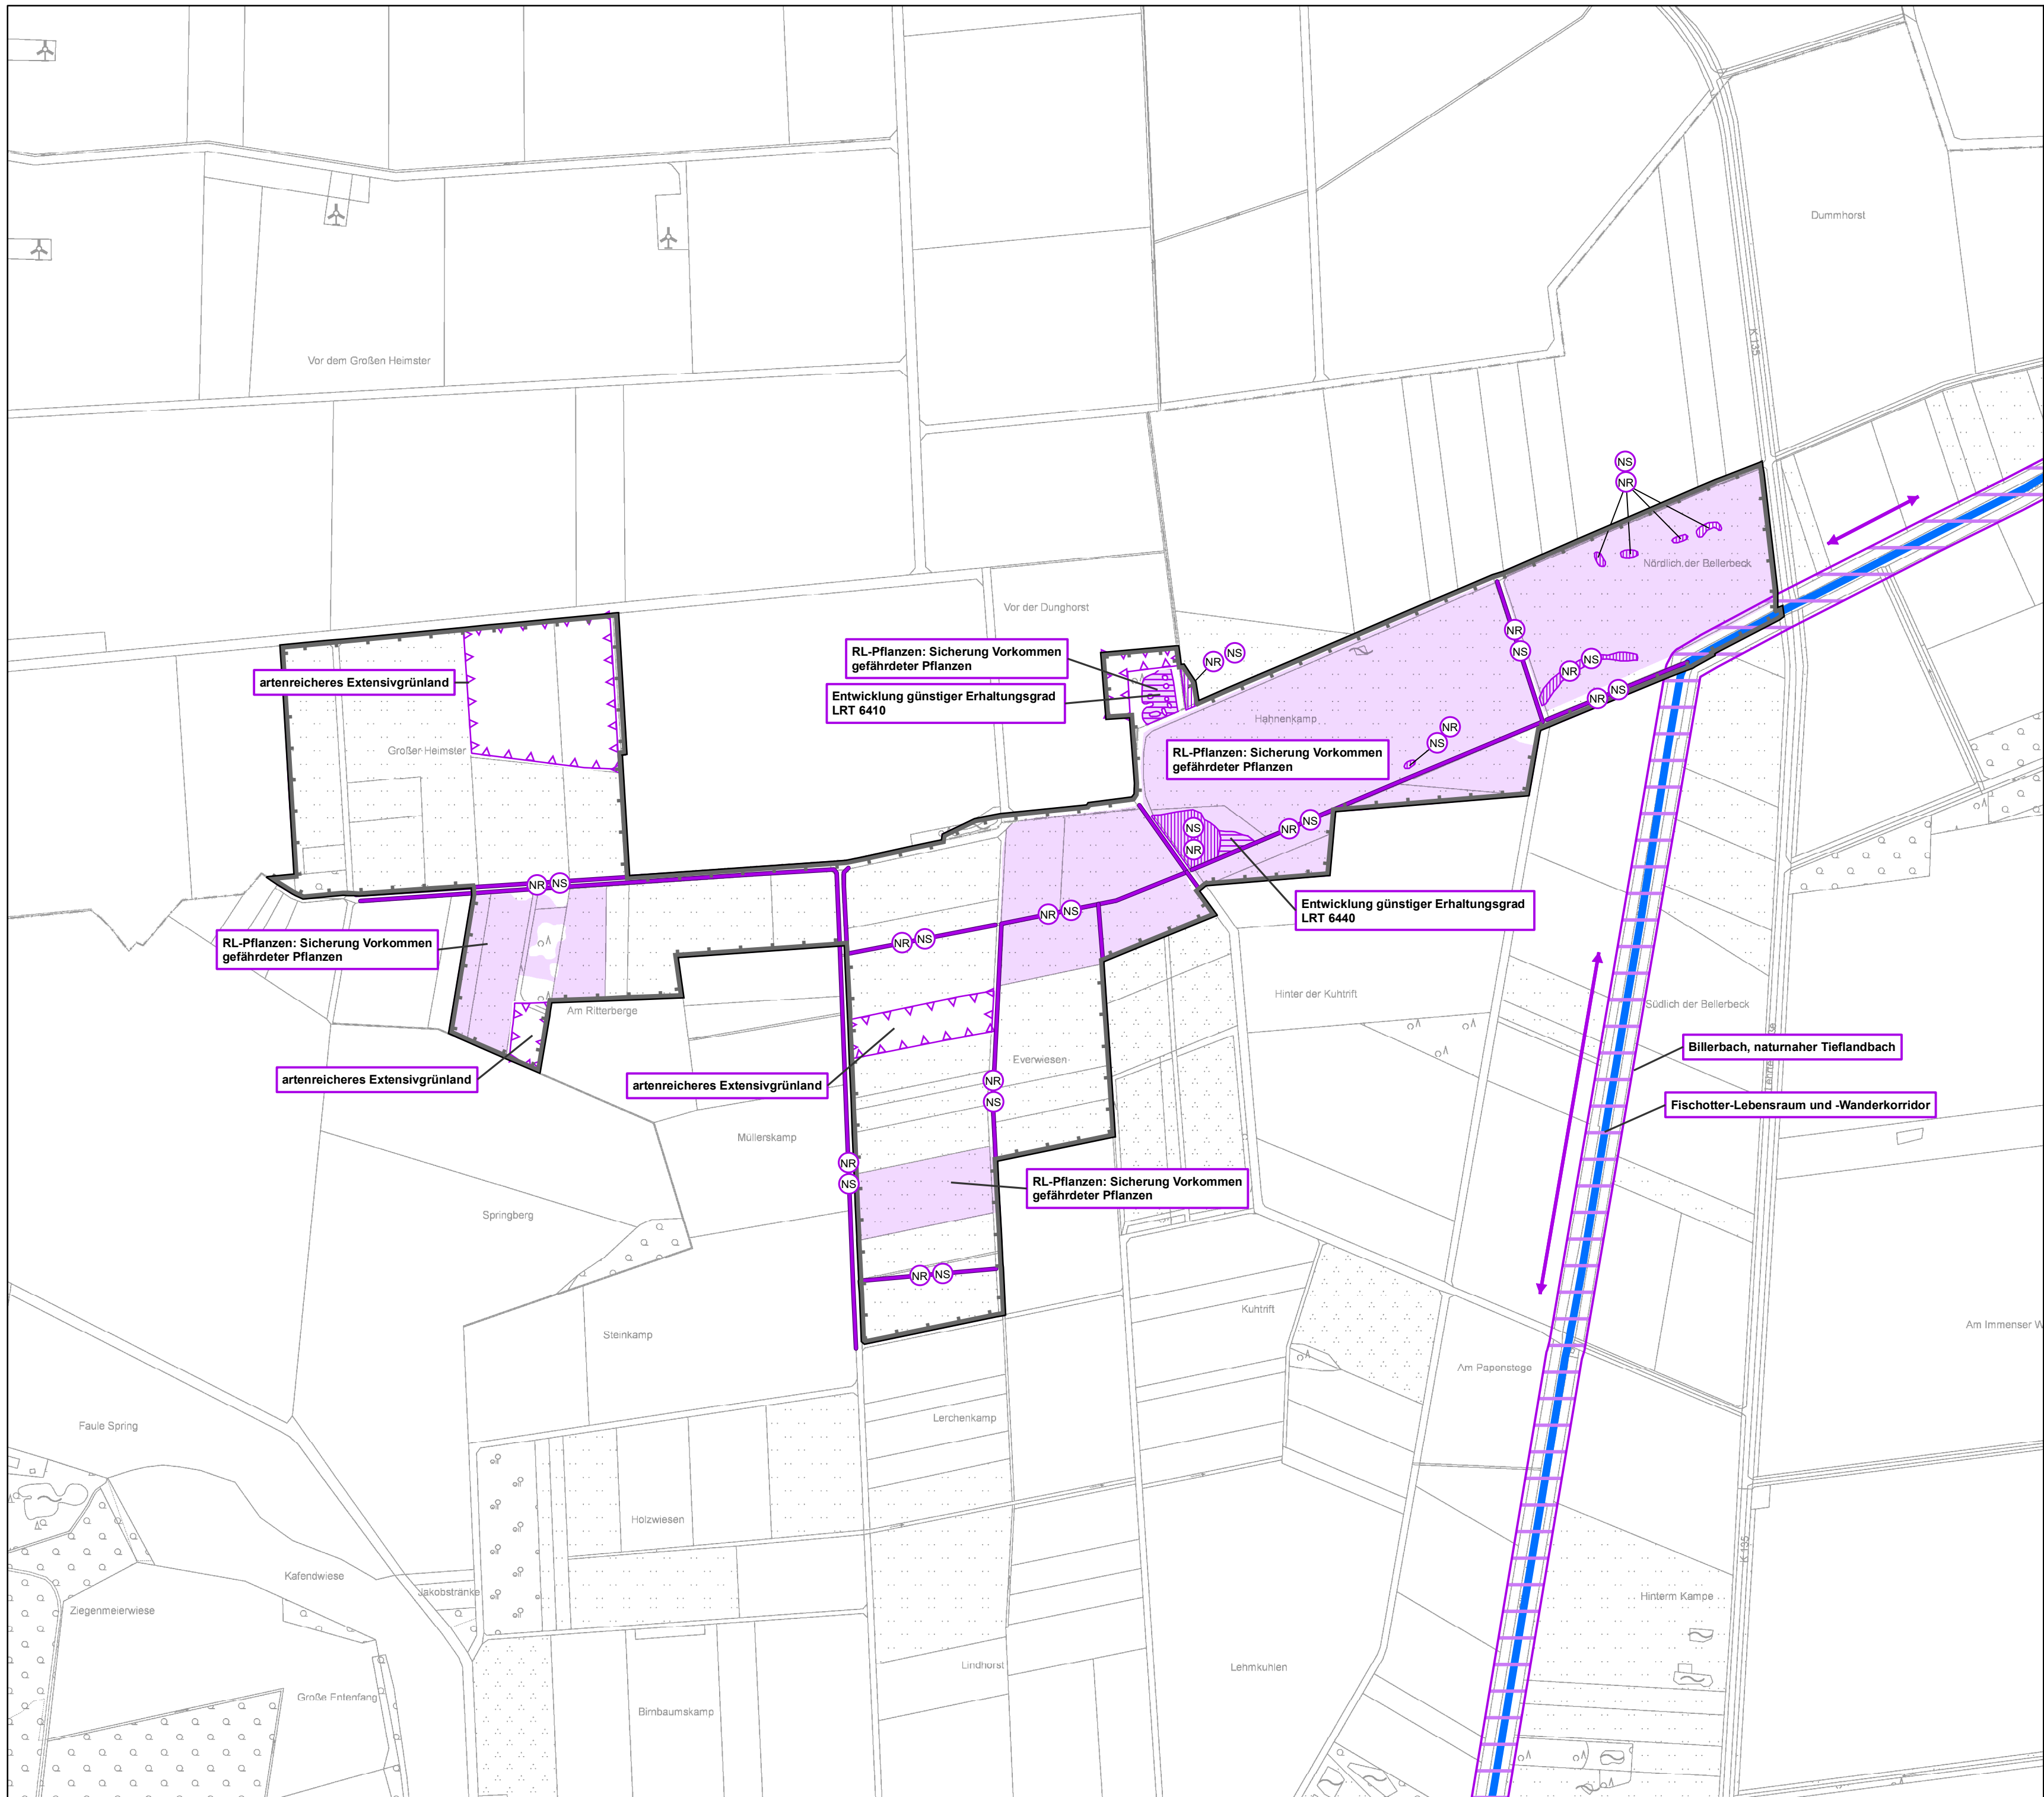 Dummhorst
K 135
Vor dem Großen Heimster
NS
NR
Nördlich der Bellerbeck
Vor der Dunghorst
RL-Pflanzen: Sicherung Vorkommen
gefährdeter Pflanzen
NR NS
NR
NS
artenreicheres Extensivgrünland
Entwicklung günstiger Erhaltungsgrad
LRT 6410
NR NS
NR NS
Hahnenkamp
Großer Heimster
RL-Pflanzen: Sicherung Vorkommen
gefährdeter Pflanzen
NR
NS
NS
NR
NR NS
NR NS
Entwicklung günstiger Erhaltungsgrad
LRT 6440
NR NS
NR NS
RL-Pflanzen: Sicherung Vorkommen
gefährdeter Pflanzen
Hinter der Kuhtrift
Südlich der Bellerbeck
Am Ritterberge
Billerbach, naturnaher Tieflandbach
Everwiesen
artenreicheres Extensivgrünland
artenreicheres Extensivgrünland
NR
NS
Fischotter-Lebensraum und -Wanderkorridor
Müllerskamp
NR
NS
RL-Pflanzen: Sicherung Vorkommen
gefährdeter Pflanzen
Springberg
NR NS
Kuhtrift
Am Immenser W
Steinkamp
Am Papenstege
Faule Spring
Lerchenkamp
Holzwiesen
K 135
Kafendwiese
Jakobstränke
Hinterm Kampe
Ziegenmeierwiese
Lindhorst
Lehmkuhlen
Große Entenfang
Birnbaumskamp